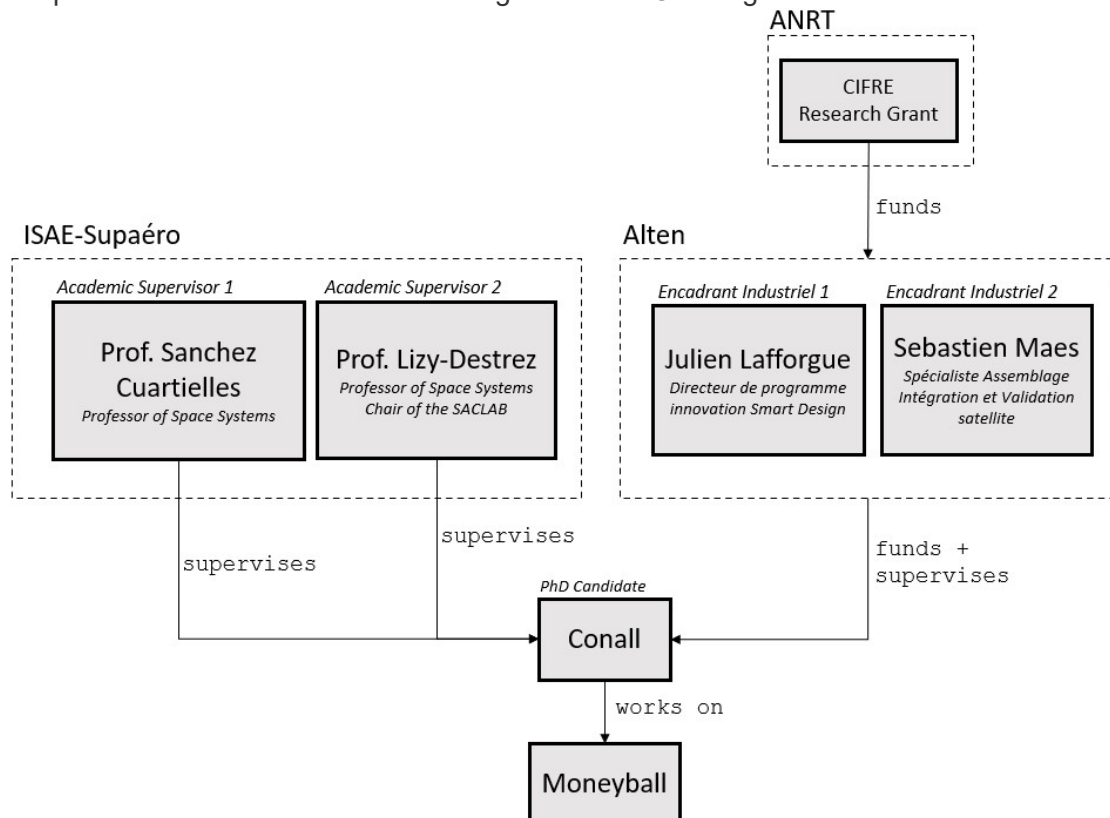 ANRT
CIFRE
Research Grant
funds
ISAE-Supaéro
Alten
Academic Supervisor 1
Academic Supervisor 2
Encadrant Industriel 1
Encadrant Industriel 2
Prof. Sanchez
Cuartielles
Professor of Space Systems
Prof. Lizy-Destrez
Professor of Space Systems
Chair of the SACLAB
Julien Lafforgue
Directeur de programme
innovation Smart Design
Sebastien Maes
Spécialiste Assemblage
Intégration et Validation
satellite
supervises
supervises
funds +
supervises
PhD Candidate
Conall
works on
Moneyball